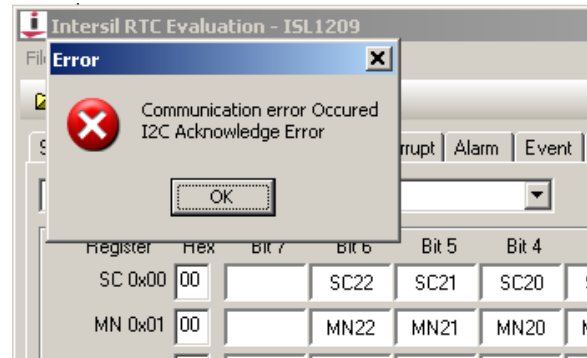 Intersil RTC Evaluation - ISL1209
Error
Communication error Occured
I2C Acknowledge Error
OK
Alarm
Event
Register Hex Bit 7 Bit 6 Bit 5 Bit 4
SC 0x00 00 SC22 SC21 SC20
MN 0x01 00 MN22 MN21 MN20